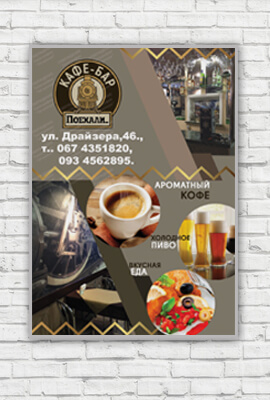 КАФЕ-БАР
ПОЕХАЛИ..
ул. Драйзера,46.,
т.. 067 4351820,
093 4562895.
АРОМАТНЫЙ
КОФЕ
ХОЛОДНОЕ
ПИВО
ВКУСНАЯ
ЕДА